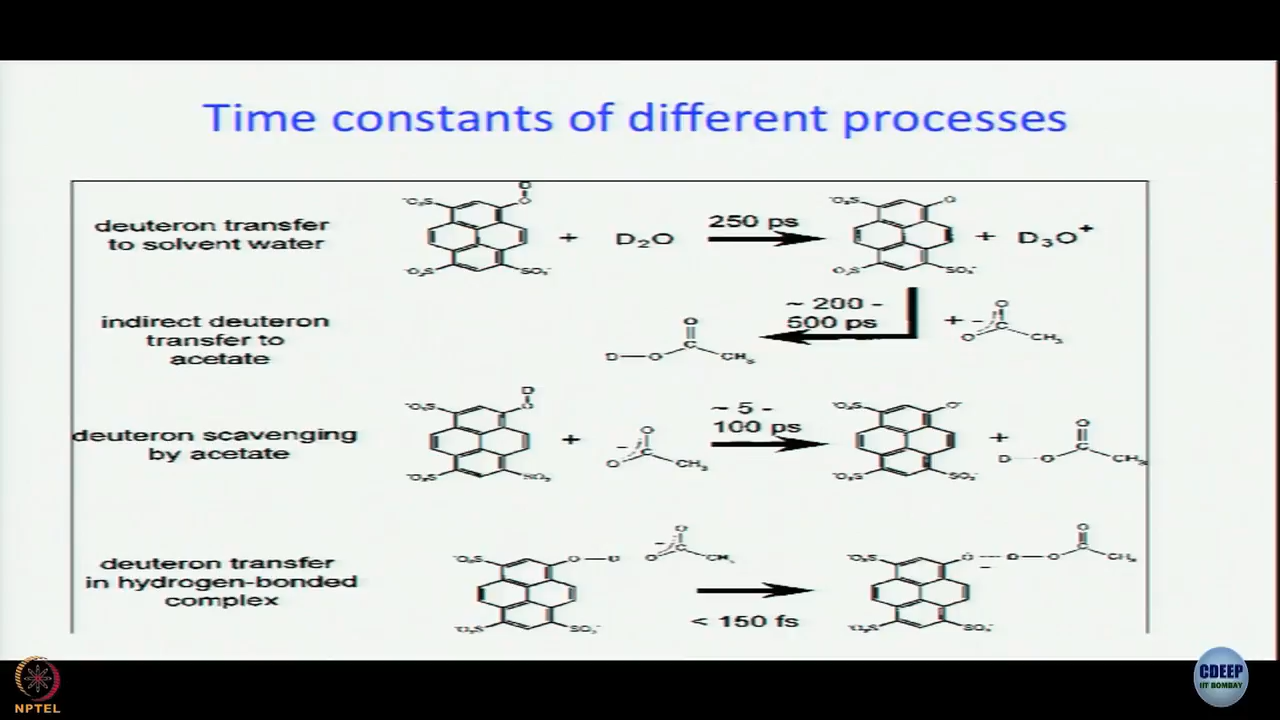 Time constants of different processes
deuteron transfer
to solvent water
+ D₂O
250 ps
+ D₃O⁺
indirect deuteron
transfer to
acetate
~ 200 -
500 ps
deuteron scavenging
by acetate
~ 5 -
100 ps
deuteron transfer
in hydrogen-bonded
complex
< 150 fs
NPTEL
CDEEP
IIT BOMBAY